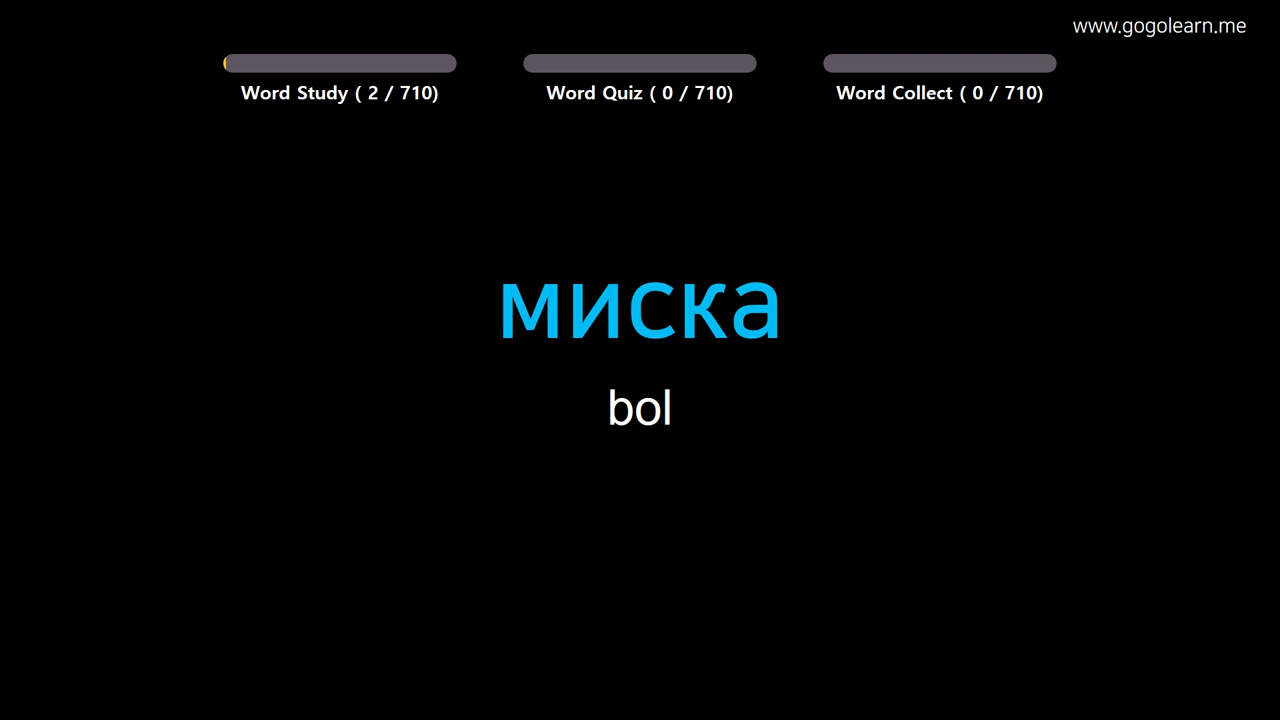 www.gogolearn.me
Word Study ( 2 / 710)
Word Quiz ( 0 / 710)
Word Collect ( 0 / 710)
миска
bol